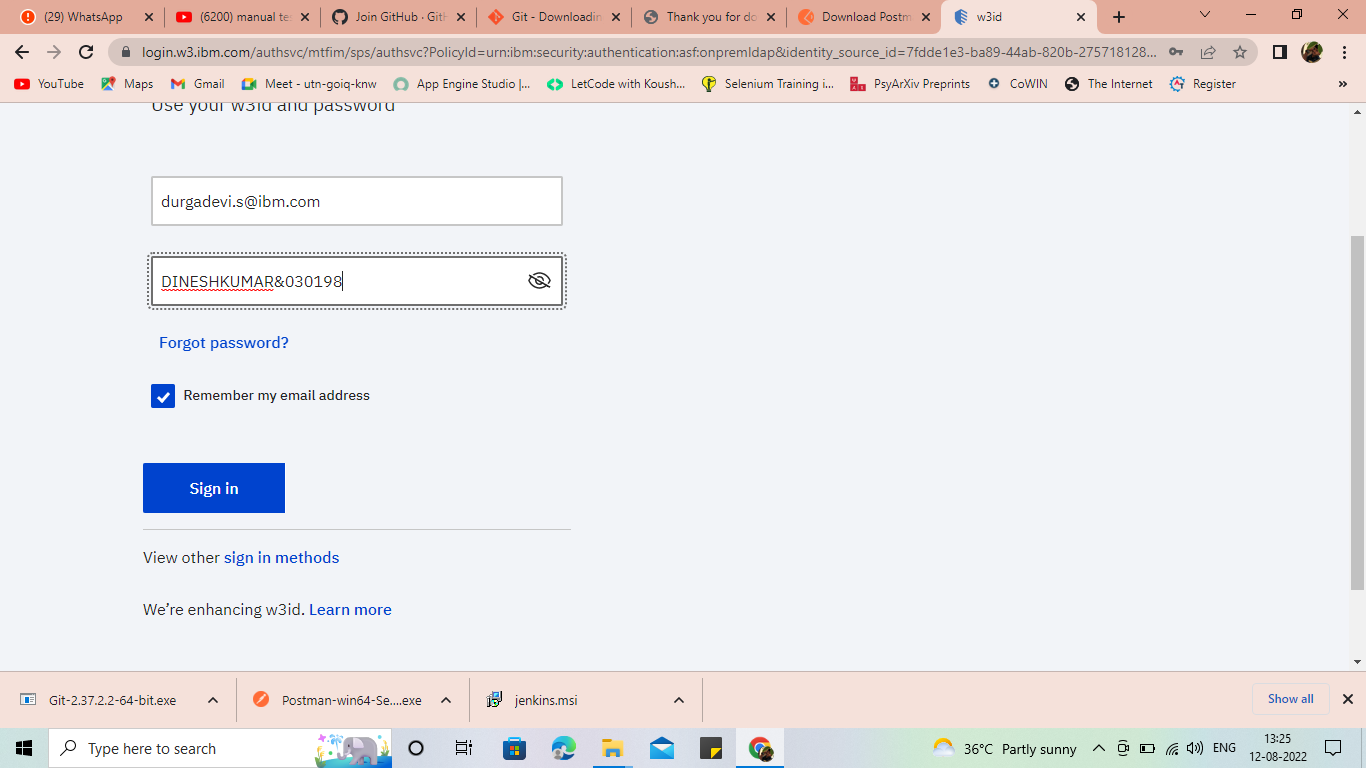 (29) WhatsApp
(6200) manual te
Join GitHub · Gith
Git - Downloadin
Thank you for do
Download Postm
w3id
login.w3.ibm.com/authsvc/mtfim/sps/authsvc?PolicyId=urn:ibm:security:authentication:asf:onpremldap&identity_source_id=7fdde1e3-ba89-44ab-820b-275718128...
YouTube
Maps
Gmail
Meet - utn-goiq-knw
App Engine Studio |...
LetCode with Koush...
Selenium Training i...
PsyArXiv Preprints
CoWIN
The Internet
Register
»
Use your w3id and password
durgadevi.s@ibm.com
DINESHKUMAR&030198
Forgot password?
Remember my email address
Sign in
View other sign in methods
We’re enhancing w3id. Learn more
Git-2.37.2.2-64-bit.exe
Postman-win64-Se....exe
jenkins.msi
Show all
Type here to search
36°C Partly sunny
ENG
13:25
12-08-2022